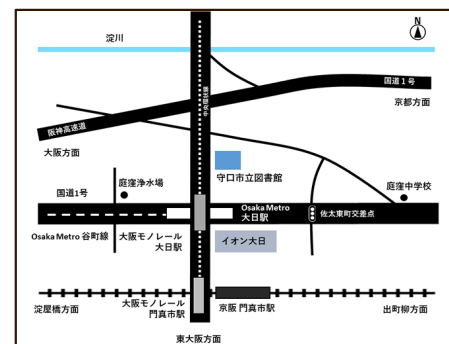 淀川
N
国道1号
中央環状線
京都方面
阪神高速道
大阪方面
守口市立図書館
庭窪浄水場
庭窪中学校
国道1号
Osaka Metro
大日駅
佐太東町交差点
Osaka Metro 谷町線
大阪モノレール
大日駅
イオン大日
大阪モノレール
門真市駅
京阪 門真市駅
淀屋橋方面
出町柳方面
東大阪方面